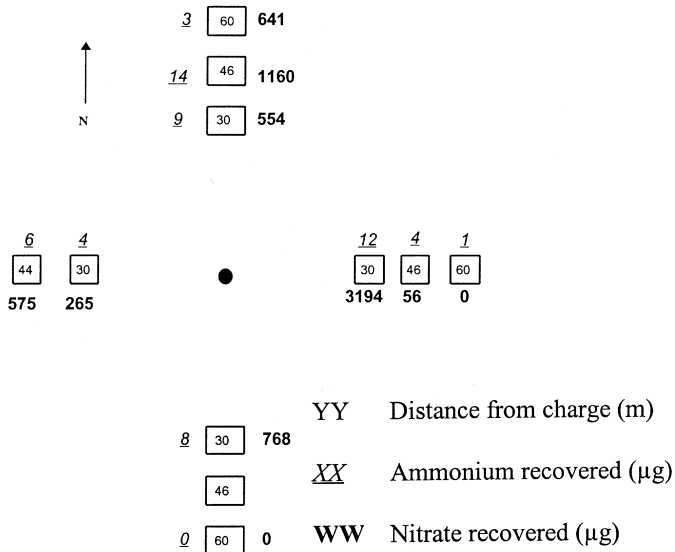 3 60 641
14 46 1160
N 9 30 554
6 4 12 4 1
44 30 30 46 60
575 265 3194 56 0
YY Distance from charge (m)
8 30 768
XX Ammonium recovered (µg)
46
0 60 0 WW Nitrate recovered (µg)